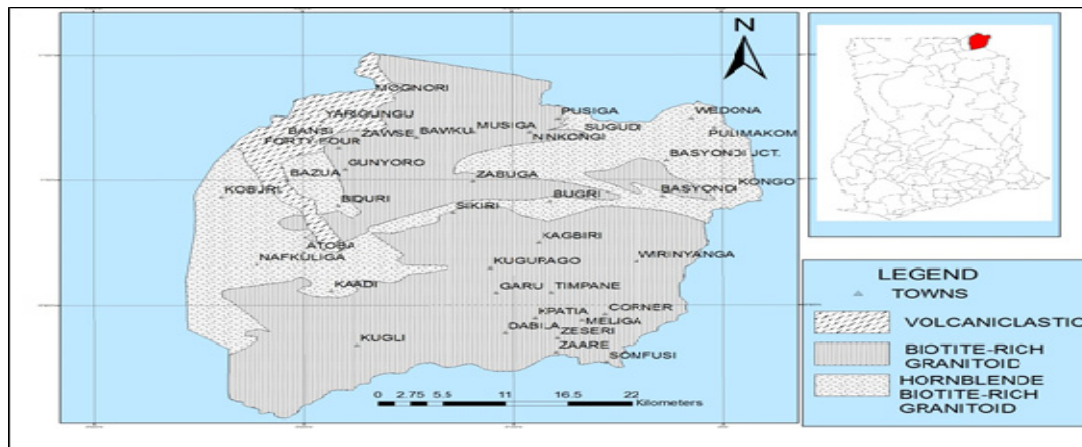 N
MOGNORI
YARIGUNGU
PUSIGA
WEDONA
BANSI
ZAWSE
BAWKU
MUSIGA
NINKONGI
SUGUDI
PULIMAKOM
FORTY FOUR
GUNYORO
BASYONDI JCT.
BAZUA
ZABUGA
KONGO
KOBJRI
BIDURI
BUGRI
BASYONDI
SIKIRI
ATOBA
KAGBIRI
NAFKULIGA
KUGURAGO
WIRINYANGA
KAADI
GARU
TIMPANE
KPATIA
CORNER
MELIGA
KUGLI
DABILA
ZESERI
ZAARE
SONFUSI
0 2.75 5.5 11 16.5 22
Kilometers
LEGEND
TOWNS
VOLCANICLASTIC
BIOTITE-RICH
GRANITOID
HORNBLENDE
BIOTITE-RICH
GRANITOID